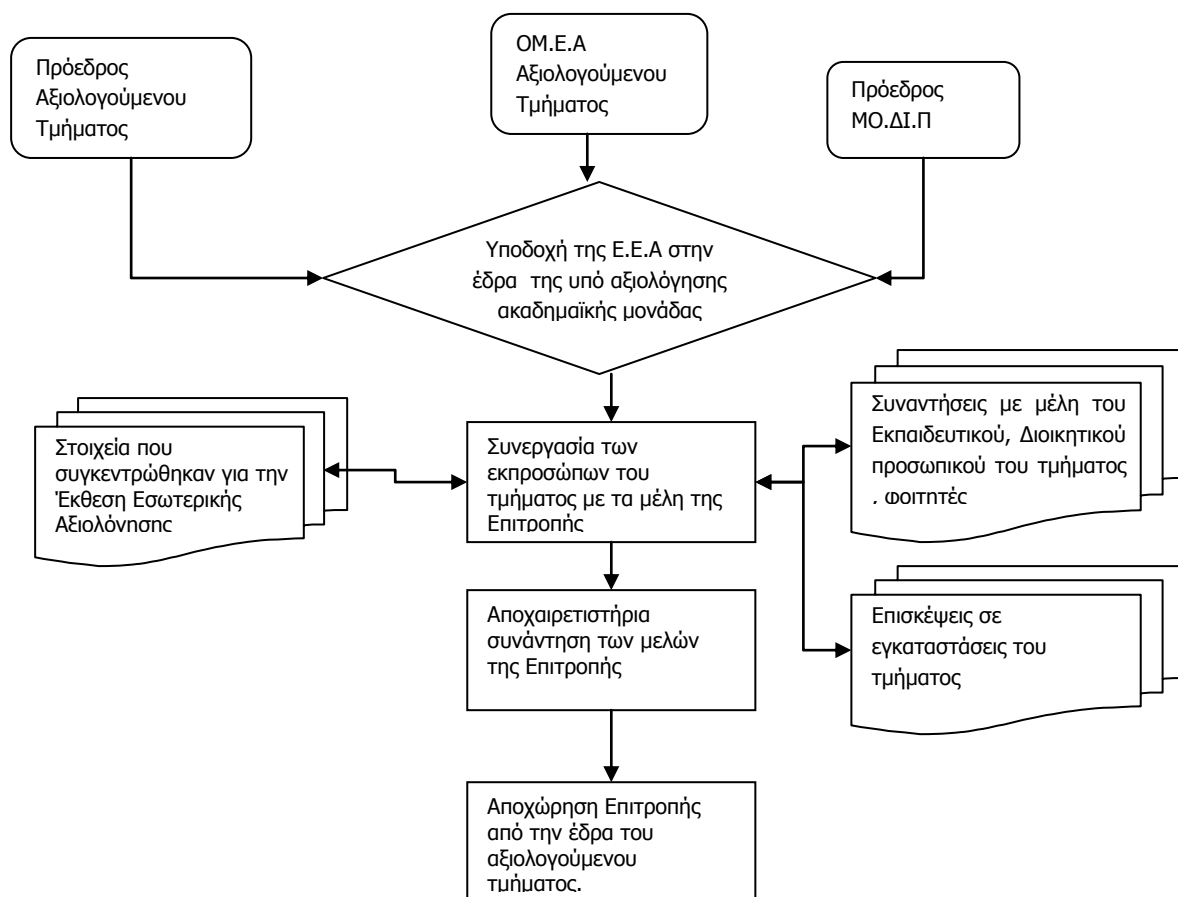 Πρόεδρος
Αξιολογούμενου
Τμήματος
ΟΜ.Ε.Α
Αξιολογούμενου
Τμήματος
Πρόεδρος
ΜΟ.ΔΙ.Π
Υποδοχή της Ε.Ε.Α στην
έδρα της υπό αξιολόγησης
ακαδημαϊκής μονάδας
Στοιχεία που
συγκεντρώθηκαν για την
Έκθεση Εσωτερικής
Αξιολόγησης
Συνεργασία των
εκπροσώπων του
τμήματος με τα μέλη της
Επιτροπής
Συναντήσεις με μέλη του
Εκπαιδευτικού, Διοικητικού
προσωπικού του τμήματος
. φοιτητές
Αποχαιρετιστήρια
συνάντηση των μελών
της Επιτροπής
Επισκέψεις σε
εγκαταστάσεις του
τμήματος
Αποχώρηση Επιτροπής
από την έδρα του
αξιολογούμενου
τμήματος.